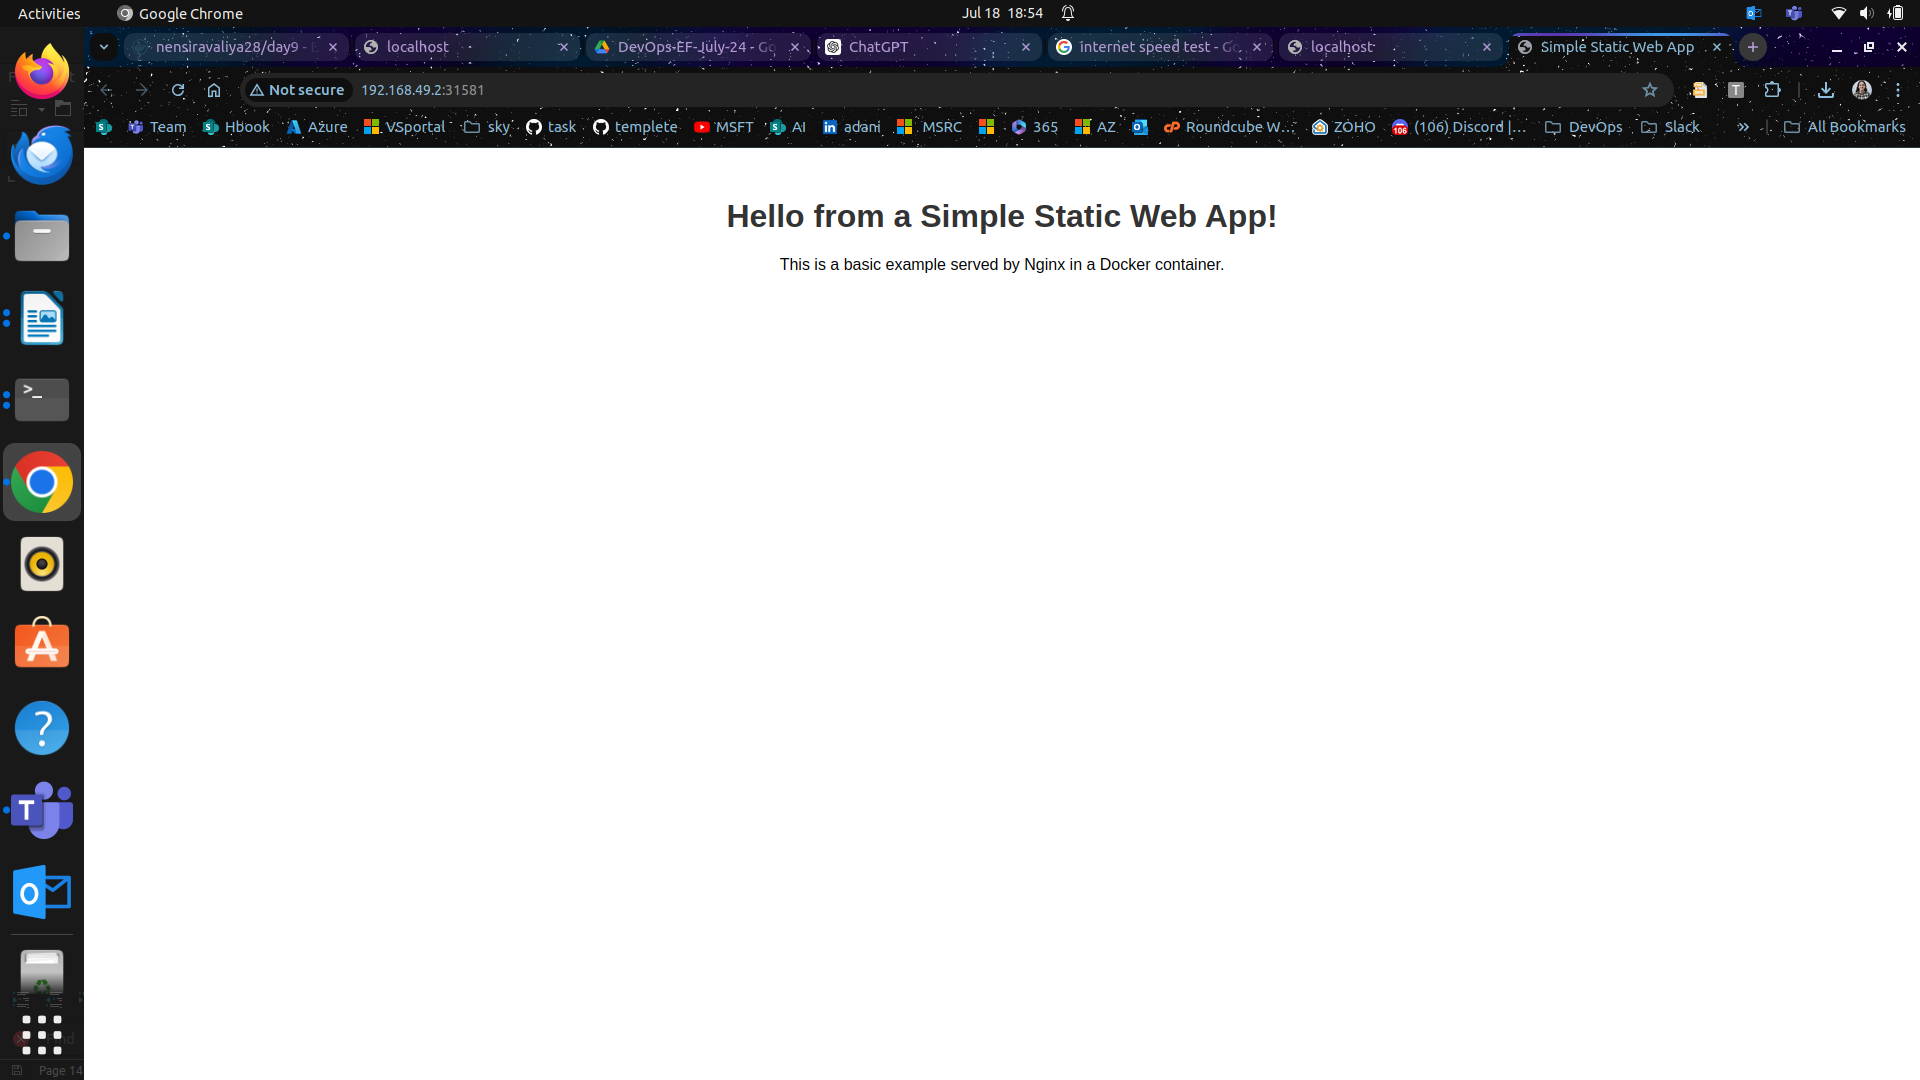 Activities
Google Chrome
Jul 18 18:54
nensiravaliya28/day9 -
localhost
DevOps-EF-July-24 - Go
ChatGPT
internet speed test - Go
localhost
Simple Static Web App
Not secure
192.168.49.2:31581
Team
Hbook
Azure
VSportal
sky
task
templete
MSFT
AI
adani
MSRC
365
AZ
Roundcube W...
ZOHO
(106) Discord |...
DevOps
Slack
All Bookmarks
Hello from a Simple Static Web App!
This is a basic example served by Nginx in a Docker container.
Page 14